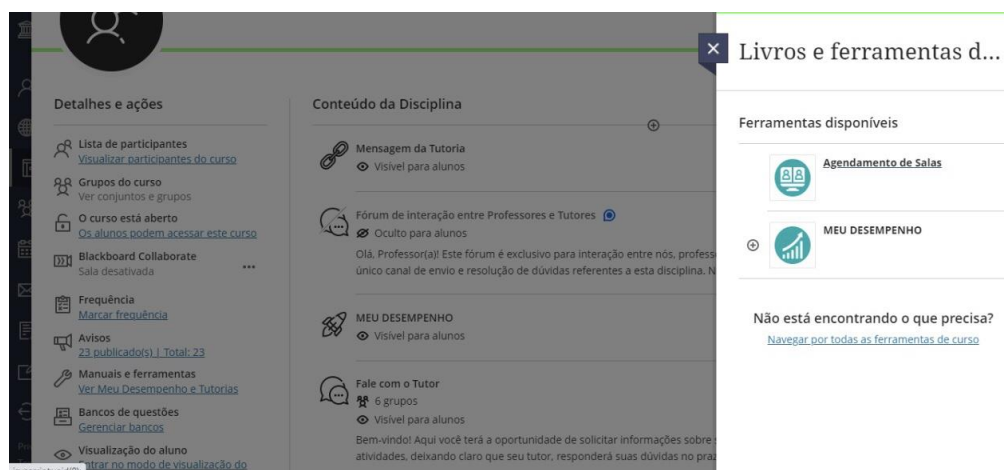 Detalhes e ações
Lista de participantes
Visualizar participantes do curso
Grupos do curso
Ver conjuntos e grupos
O curso está aberto
Os alunos podem acessar este curso
Blackboard Collaborate
Sala desativada
Frequência
Marcar frequência
Avisos
23 publicado(s) | Total: 23
Manuais e ferramentas
Ver Meu Desempenho e Tutorias
Bancos de questões
Gerenciar bancos
Visualização do aluno
Entrar no modo de visualização do
Conteúdo da Disciplina
Mensagem da Tutoria
Visível para alunos
Fórum de interação entre Professores e Tutores
Oculto para alunos
Olá, Professor(a)! Este fórum é exclusivo para interação entre nós, profess
único canal de envio e resolução de dúvidas referentes a esta disciplina. N
MEU DESEMPENHO
Visível para alunos
Fale com o Tutor
6 grupos
Visível para alunos
Bem-vindo! Aqui você terá a oportunidade de solicitar informações sobre
atividades, deixando claro que seu tutor, responderá suas dúvidas no praz
Livros e ferramentas d...
Ferramentas disponíveis
Agendamento de Salas
MEU DESEMPENHO
Não está encontrando o que precisa?
Navegar por todas as ferramentas de curso